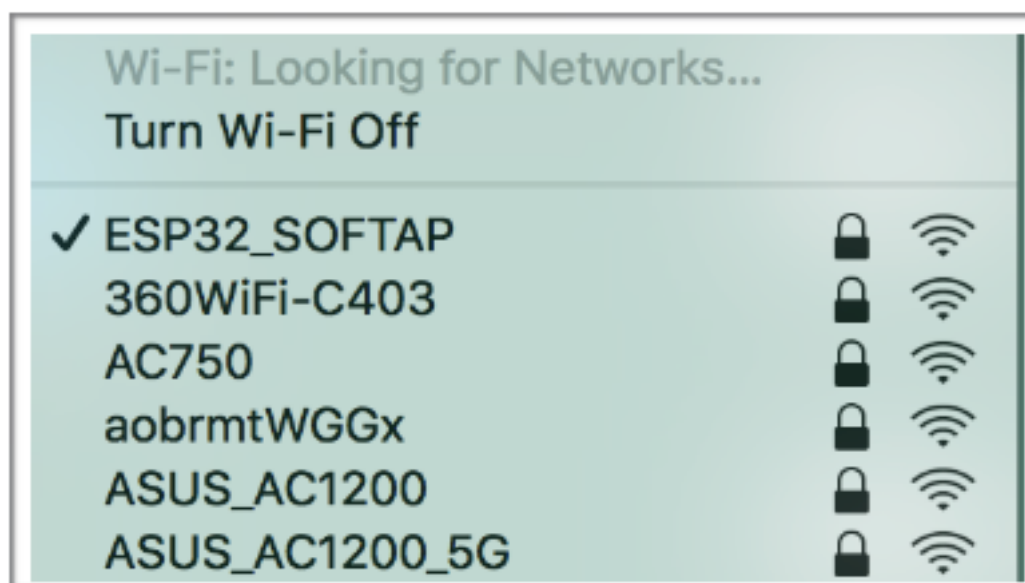 Wi-Fi: Looking for Networks...
Turn Wi-Fi Off
✓ ESP32_SOFTAP
360WiFi-C403
AC750
aobrmtWGGx
ASUS_AC1200
ASUS_AC1200_5G